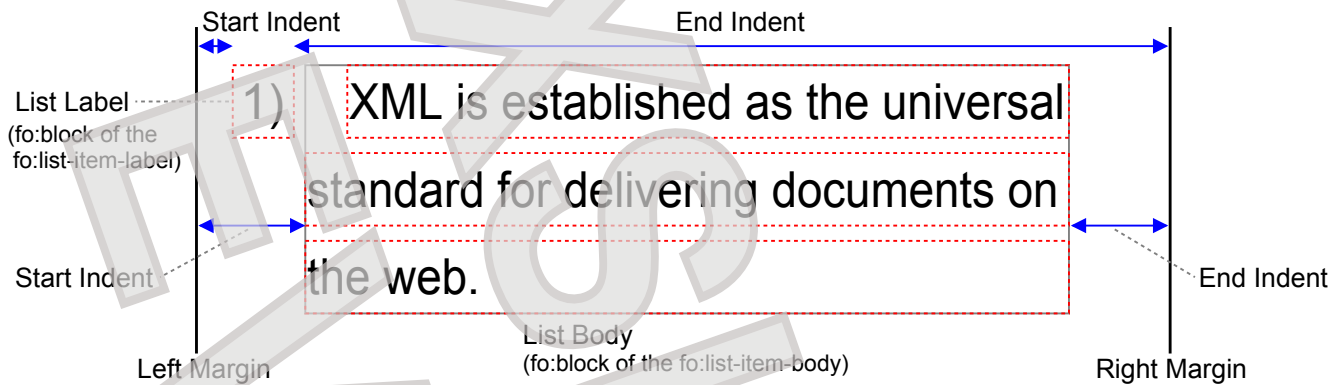 Start Indent
End Indent
List Label
(fo:block of the
fo:list-item-label)
1) XML is established as the universal
standard for delivering documents on
the web.
Start Indent
End Indent
List Body
(fo:block of the fo:list-item-body)
Left Margin
Right Margin